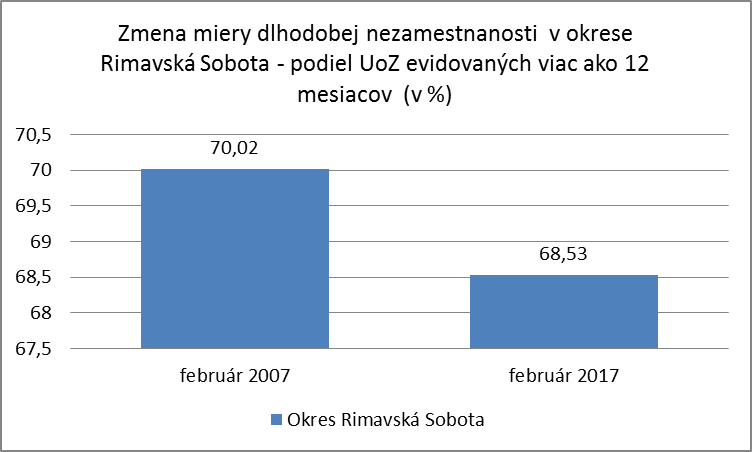 Zmena miery dlhodobej nezamestnanosti v okrese
Rimavská Sobota - podiel UoZ evidovaných viac ako 12
mesiacov (v %)
70,5
70
69,5
69
68,5
68
67,5
70,02
68,53
február 2007
február 2017
Okres Rimavská Sobota